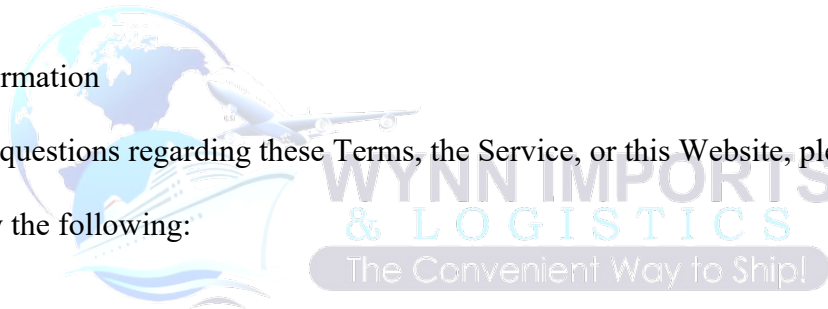 rmation
questions regarding these Terms, the Service, or this Website, ple
the following:
WYNN IMPORTS
& LOGISTICS
The Convenient Way to Ship!